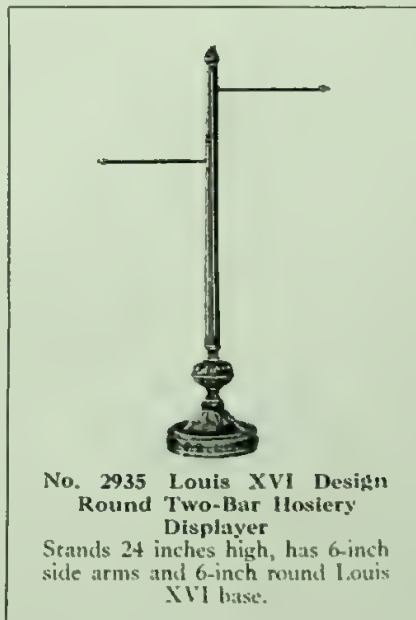 No. 2935 Louis XVI Design
Round Two-Bar Hosiery
Displayer
Stands 24 inches high, has 6-inch
side arms and 6-inch round Louis
XVI base.